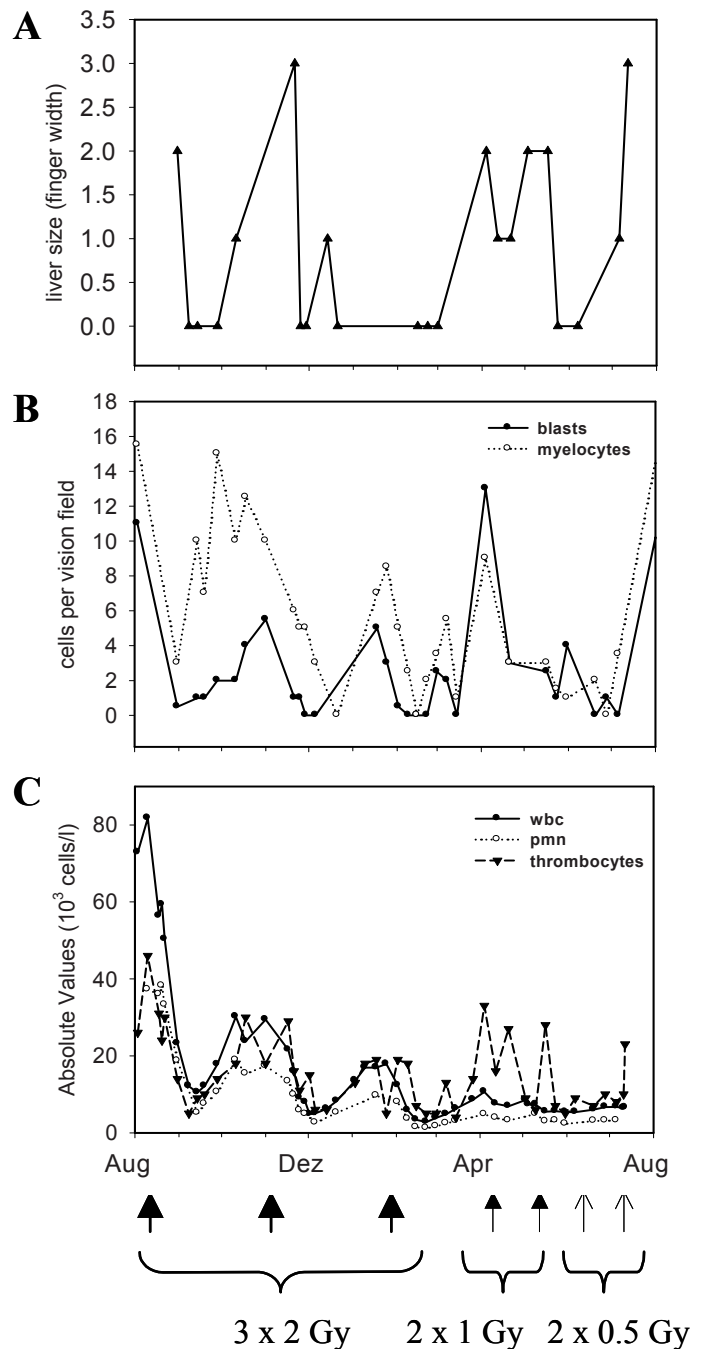 A
liver size (finger width)
3.5
3.0
2.5
2.0
1.5
1.0
0.5
0.0
B
cells per vision field
18
16
14
12
10
8
6
4
2
0
blasts
myelocytes
C
Absolute Values (10³ cells/l)
80
60
40
20
0
wbc
pmn
thrombocytes
Aug Dez Apr Aug
3 x 2 Gy 2 x 1 Gy 2 x 0.5 Gy